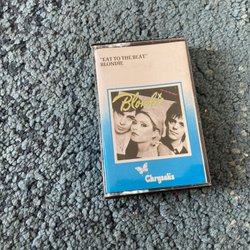 "EAT TO THE BEAT"
BLONDIE
Blondie
Chrysalis